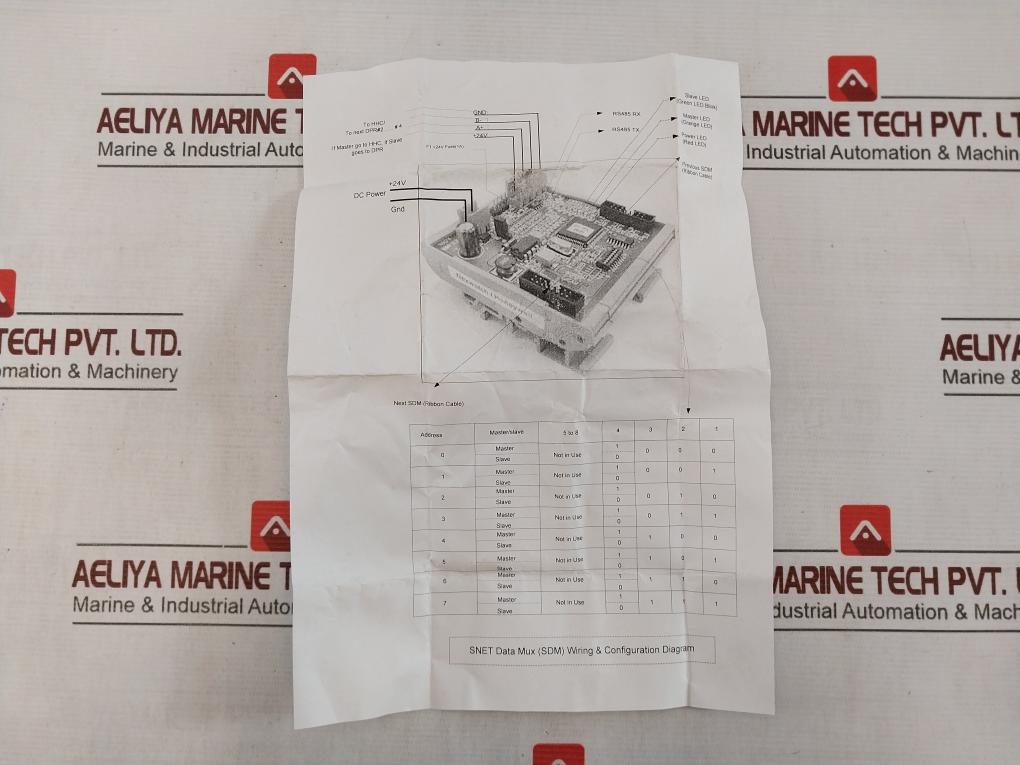 AELIYA MARINE T
Marine & Industrial Auto
MARINE TECH PVT. LT
Industrial Automation & Machin
TECH PVT. LTD.
mation & Machinery
AELIYA
Marine &
AELIYA MARINE T
Marine & Industrial Autor
MARINE TECH PVT. L
dustrial Automation & Mach
To HHC/
To next DPR#2 #4
If Master go to HHC, if Slave
goes to DPR
GND
B-
A+
+24V
RS485 RX
RS485 TX
Slave LED
(Green LED Blink)
Master LED
(Orange LED)
Power LED
(Red LED)
Previous SDM
(Ribbon Cable)
DC Power
+24V
Gnd
Next SDM (Ribbon Cable)
Address Master/slave 5 to 8 4 3 2 1
0 Master Not in Use 1 0 0 0
Slave 0
1 Master Not in Use 1 0 0 1
Slave 0
2 Master Not in Use 1 0 1 0
Slave 0
3 Master Not in Use 1 0 1 1
Slave 0
4 Master Not in Use 1 1 0 0
Slave 0
5 Master Not in Use 1 1 0 1
Slave 0
6 Master Not in Use 1 1 1 0
Slave 0
7 Master Not in Use 1 1 1 1
Slave 0
SNET Data Mux (SDM) Wiring & Configuration Diagram